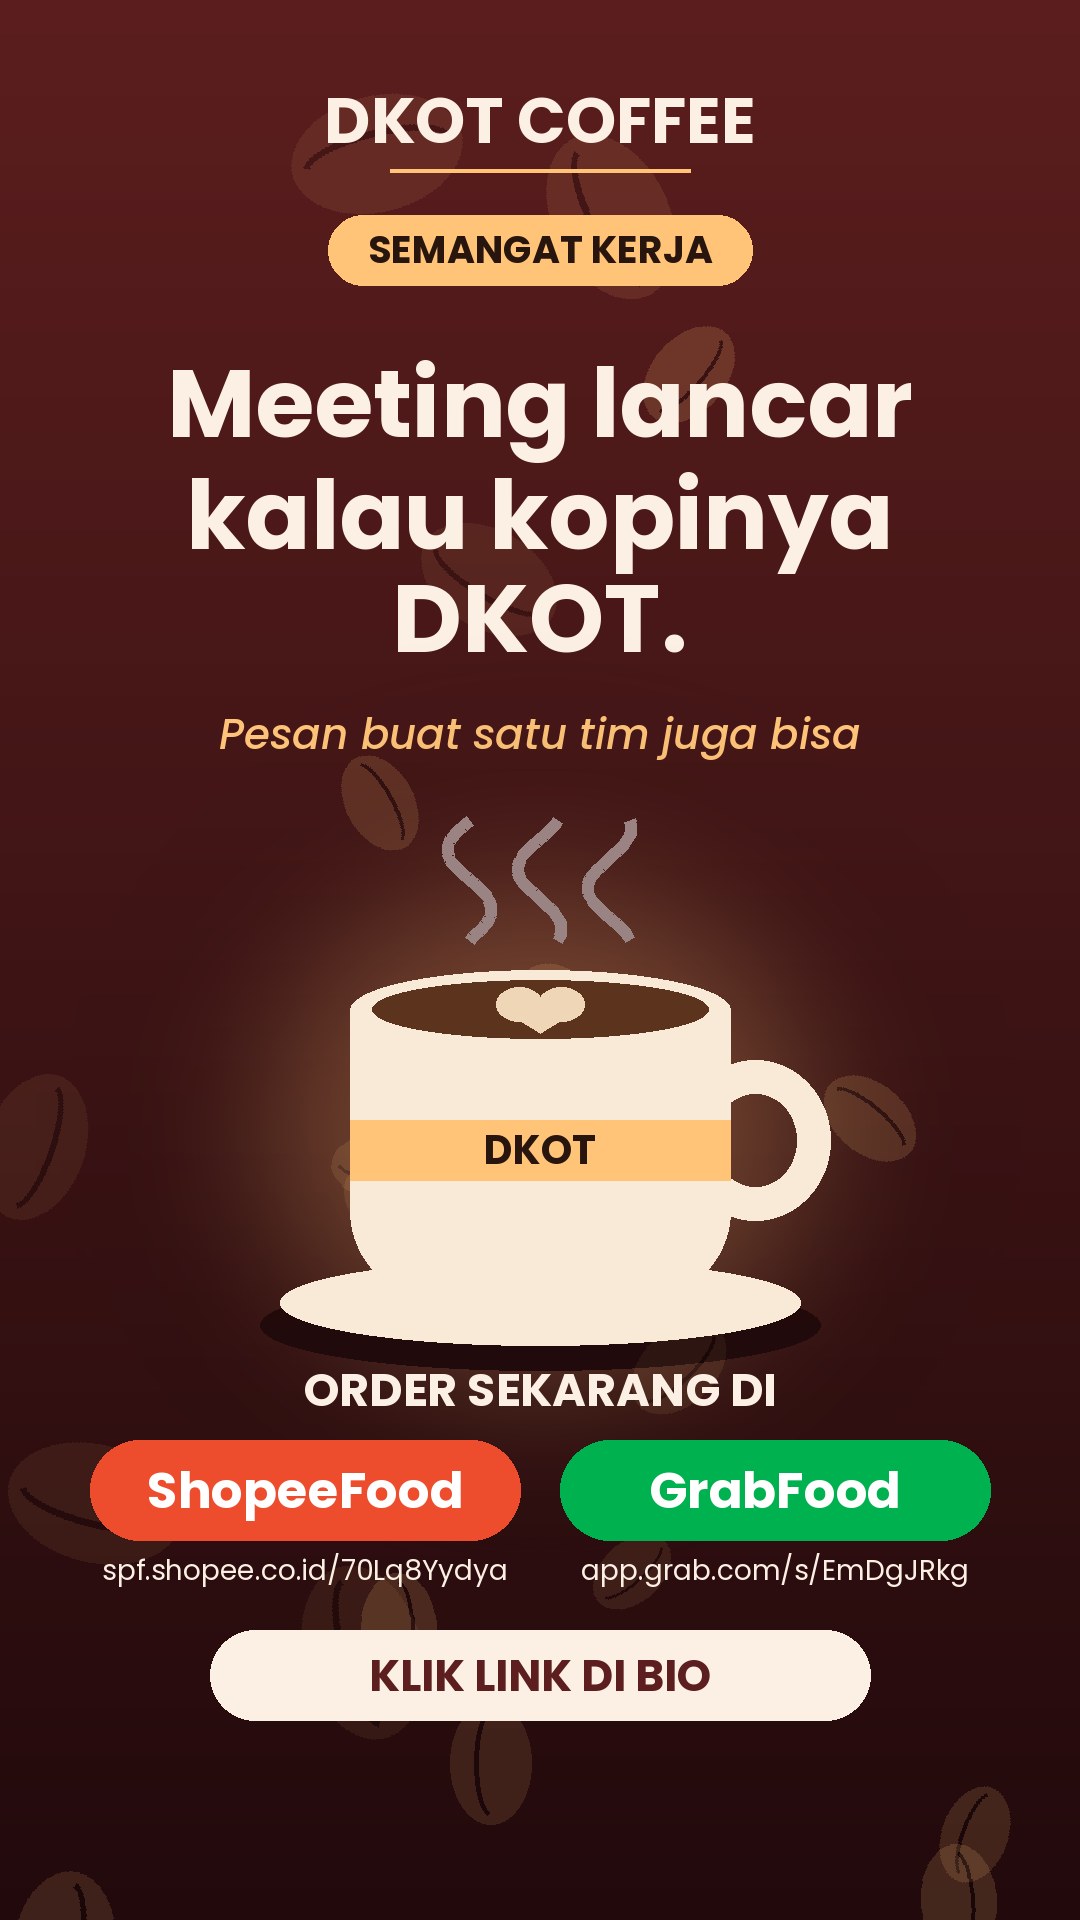 DKOT COFFEE
SEMANGAT KERJA
Meeting lancar
kalau kopinya
DKOT.
Pesan buat satu tim juga bisa
DKOT
ORDER SEKARANG DI
ShopeeFood
GrabFood
spf.shopee.co.id/70Lq8Yydya
app.grab.com/s/EmDgJRkg
KLIK LINK DI BIO